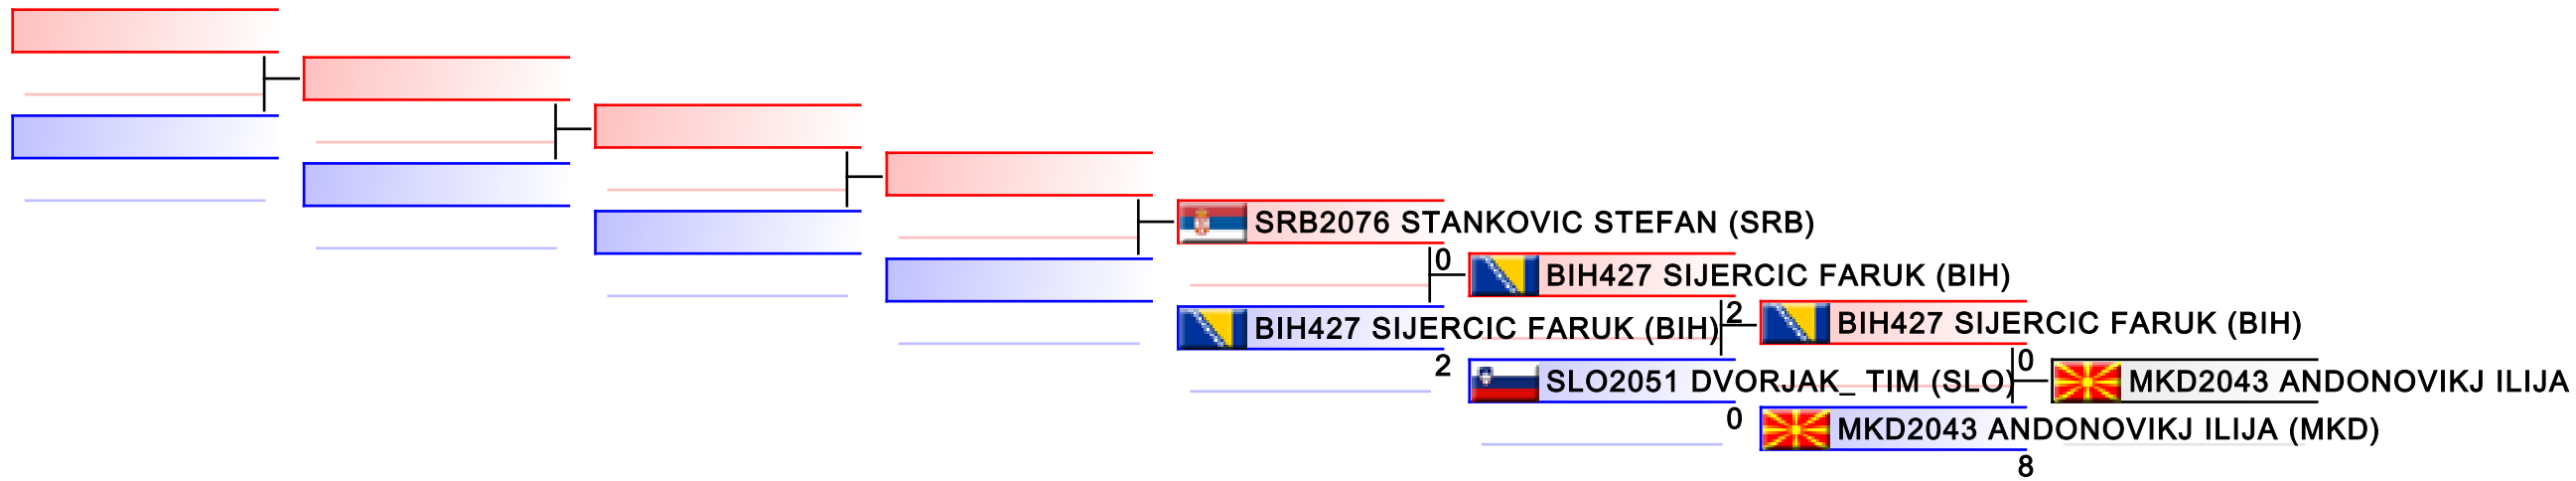 SRB2076 STANKOVIC STEFAN (SRB)
0
BIH427 SIJERCIC FARUK (BIH)
2
BIH427 SIJERCIC FARUK (BIH)
2
SLO2051 DVORJAK_ TIM (SLO)
0
BIH427 SIJERCIC FARUK (BIH)
0
MKD2043 ANDONOVIKJ ILIJA (MKD)
8
MKD2043 ANDONOVIKJ ILIJA